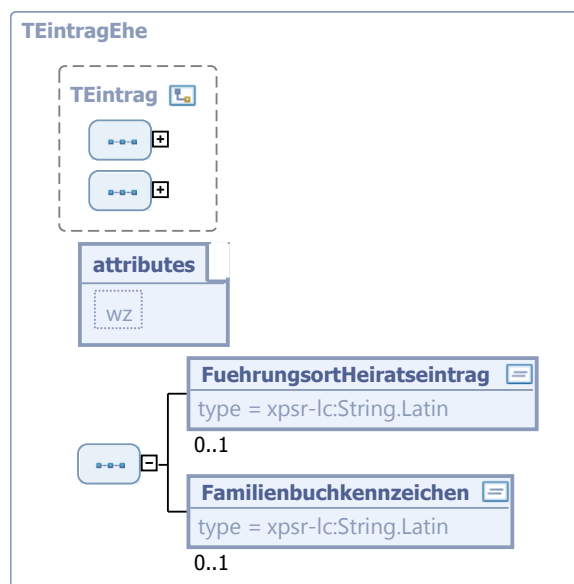 TEintragEhe
TEintrag
attributes
wz
FuehrungsortHeiratseintrag
type = xpsr-lc:String.Latin
0..1
Familienbuchkennzeichen
type = xpsr-lc:String.Latin
0..1